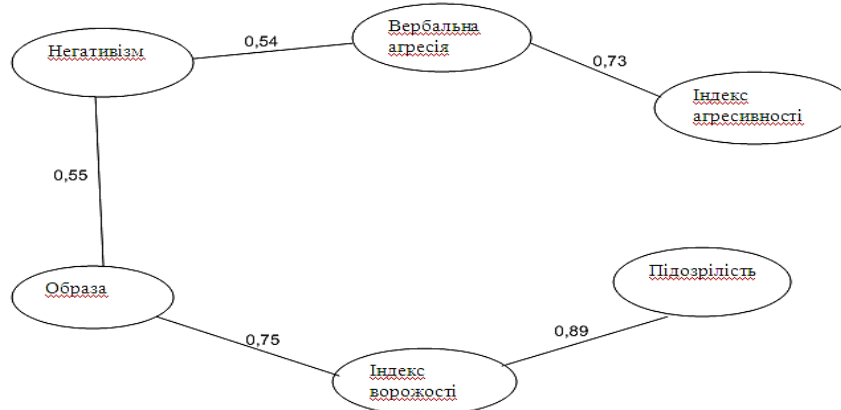 Негативізм
0,54
Вербальна
агресія
0,73
Індекс
агресивності
0,55
Образа
0,75
Індекс
ворожості
0,89
Підозрілість